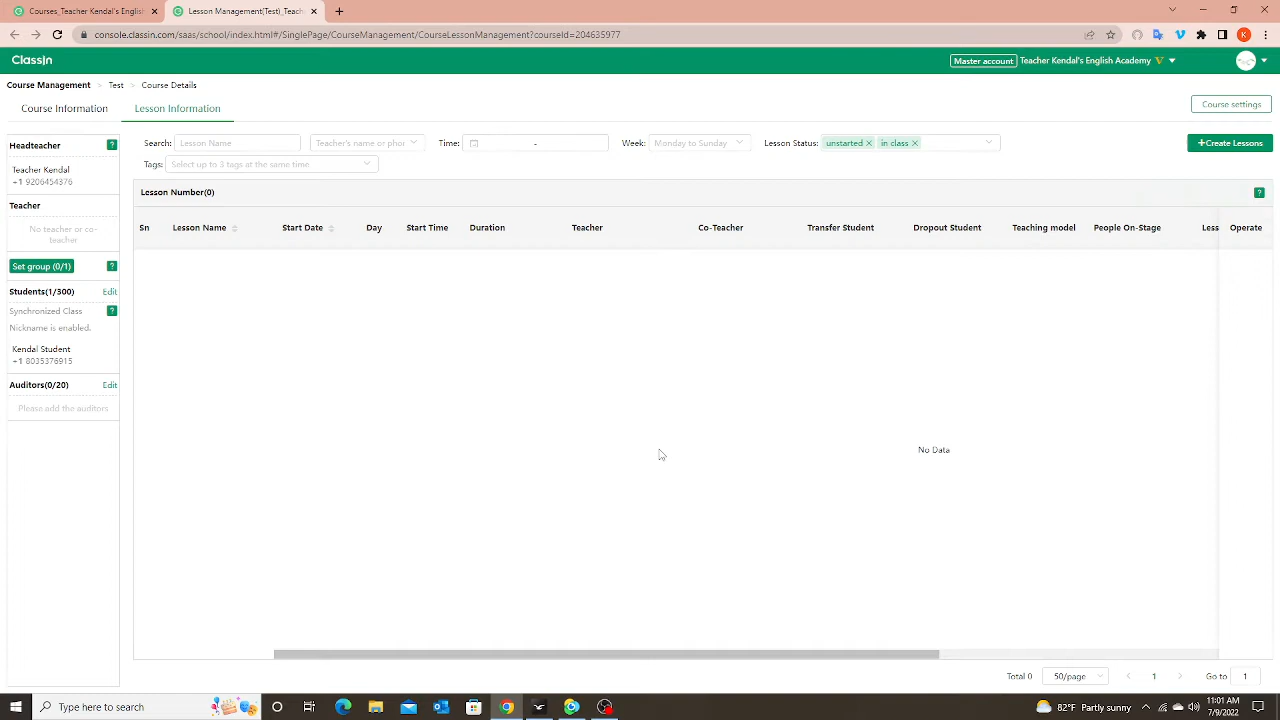 Courses_Teacher Kendal's English
Lesson Management(Test)_Teach
console.classin.com/saas/school/index.html#/SinglePage/CourseManagement/CourseLessonManagement?courseId=204635977
K
ClassIn
Master account Teacher Kendal's English Academy V
Course Management > Test > Course Details
Course Information Lesson Information
Course settings
Headteacher ?
Teacher Kendal
+1 9206454376
Teacher
No teacher or co-
teacher
Set group (0/1) ?
Students(1/300) Edit
Synchronized Class ?
Nickname is enabled.
Kendal Student
+1 8035376915
Auditors(0/20) Edit
Please add the auditors
Search: Lesson Name Teacher's name or phor Time: - Week: Monday to Sunday Lesson Status: unstarted in class
+Create Lessons
Tags: Select up to 3 tags at the same time
Lesson Number(0) ?
Sn Lesson Name Start Date Day Start Time Duration Teacher Co-Teacher Transfer Student Dropout Student Teaching model People On-Stage Less Operate
No Data
Total 0 50/page 1 Go to 1
Type here to search
82°F Partly sunny
11:01 AM
7/9/2022